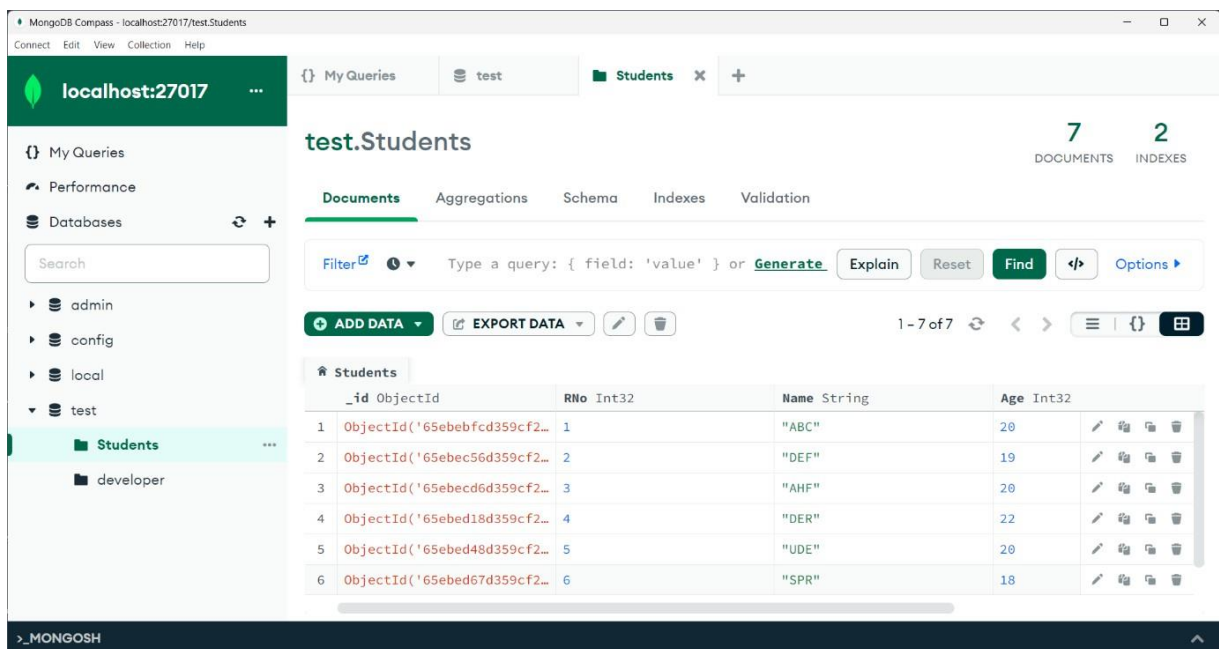 MongoDB Compass - localhost:27017/test.Students
Connect Edit View Collection Help
localhost:27017 ...
{} My Queries
Performance
Databases
Search
admin
config
local
test
Students ...
developer
{} My Queries test Students
test.Students
7 DOCUMENTS
2 INDEXES
Documents Aggregations Schema Indexes Validation
Filter Type a query: { field: 'value' } or Generate Explain Reset Find </> Options
ADD DATA EXPORT DATA 1 - 7 of 7 {}
Students
_id ObjectId RNo Int32 Name String Age Int32
1 ObjectId('65ebebfcd359cf2… 1 "ABC" 20
2 ObjectId('65ebec56d359cf2… 2 "DEF" 19
3 ObjectId('65ebecd6d359cf2… 3 "AHF" 20
4 ObjectId('65ebed18d359cf2… 4 "DER" 22
5 ObjectId('65ebed48d359cf2… 5 "UDE" 20
6 ObjectId('65ebed67d359cf2… 6 "SPR" 18
>_MONGOSH